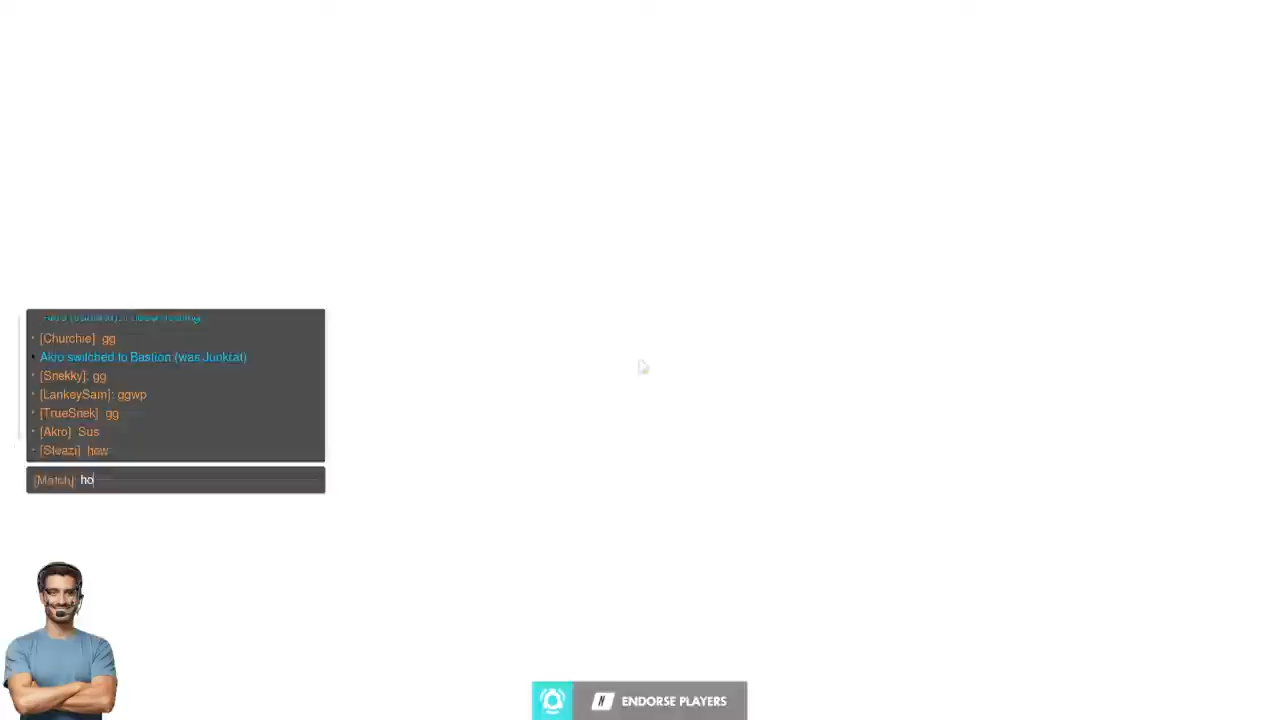 [Churchie] gg
Akro switched to Bastion (was Junkrat)
[Snekky]: gg
[LankeySam]: ggwp
[TrueSnek] gg
[Akro] Sus
[Sleazi] how
[Match]: ho
N ENDORSE PLAYERS